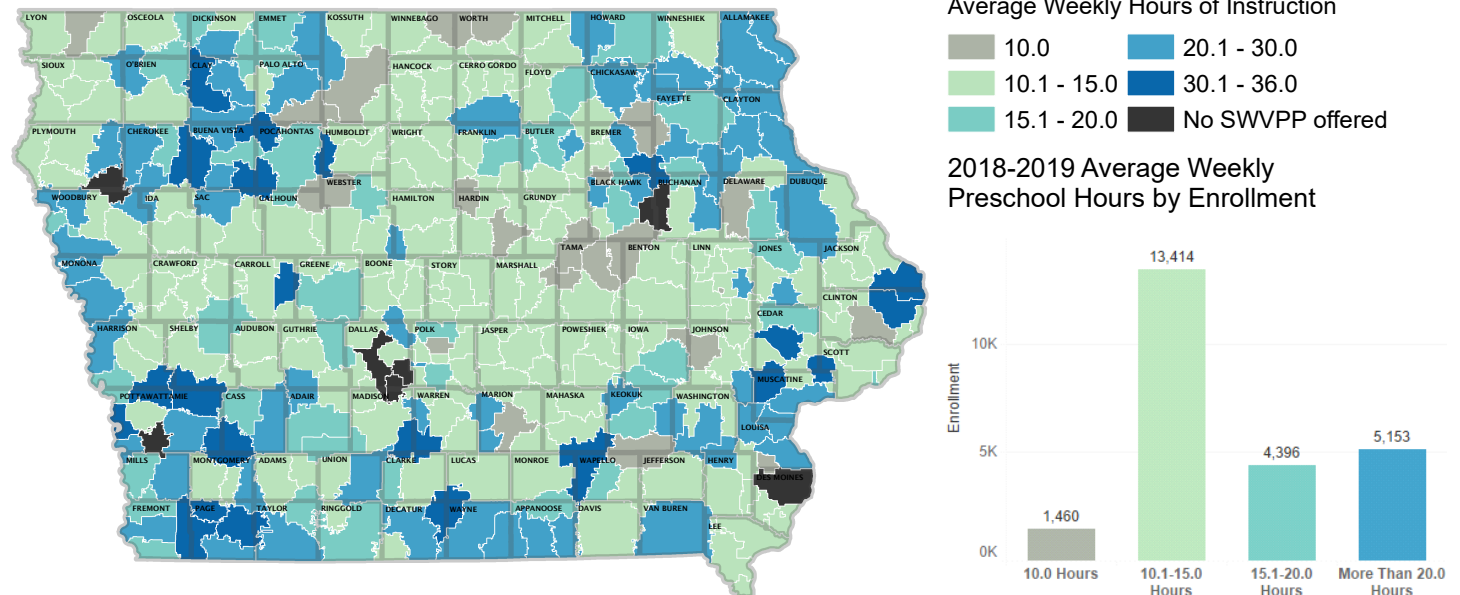 LYON OSCEOLA DICKINSON EMMET KOSSUTH WINNEBAGO WORTH MITCHELL HOWARD WINNESHIEK ALLAMAKEE
SIOUX O'BRIEN CLAY PALO ALTO HANCOCK CERRO GORDO FLOYD CHICKASAW
FAYETTE CLAYTON
PLYMOUTH CHEROKEE BUENA VISTA POCAHONTAS HUMBOLDT WRIGHT FRANKLIN BUTLER BREMER
WOODBURY IDA SAC CALHOUN WEBSTER HAMILTON HARDIN GRUNDY BLACK HAWK BUCHANAN DELAWARE DUBUQUE
TAMA BENTON LINN JONES JACKSON
MONONA CRAWFORD CARROLL GREENE BOONE STORY MARSHALL
CLINTON
CEDAR
HARRISON SHELBY AUDUBON GUTHRIE DALLAS POLK JASPER POWESHIEK IOWA JOHNSON
SCOTT
MUSCATINE
POTTAWATTAMIE CASS ADAIR MADISON WARREN MARION MAHASKA KEOKUK WASHINGTON
LOUISA
MILLS MONTGOMERY ADAMS UNION CLARKE LUCAS MONROE WAPELLO JEFFERSON HENRY
DES MOINES
FREMONT PAGE TAYLOR RINGGOLD DECATUR WAYNE APPANOOSE DAVIS VAN BUREN
LEE
Average Weekly Hours of Instruction
10.0 20.1 - 30.0
10.1 - 15.0 30.1 - 36.0
15.1 - 20.0 No SWVPP offered
2018-2019 Average Weekly
Preschool Hours by Enrollment
13,414
10K
Enrollment
5,153
5K
4,396
1,460
0K
10.0 Hours 10.1-15.0 15.1-20.0 More Than 20.0
Hours Hours Hours